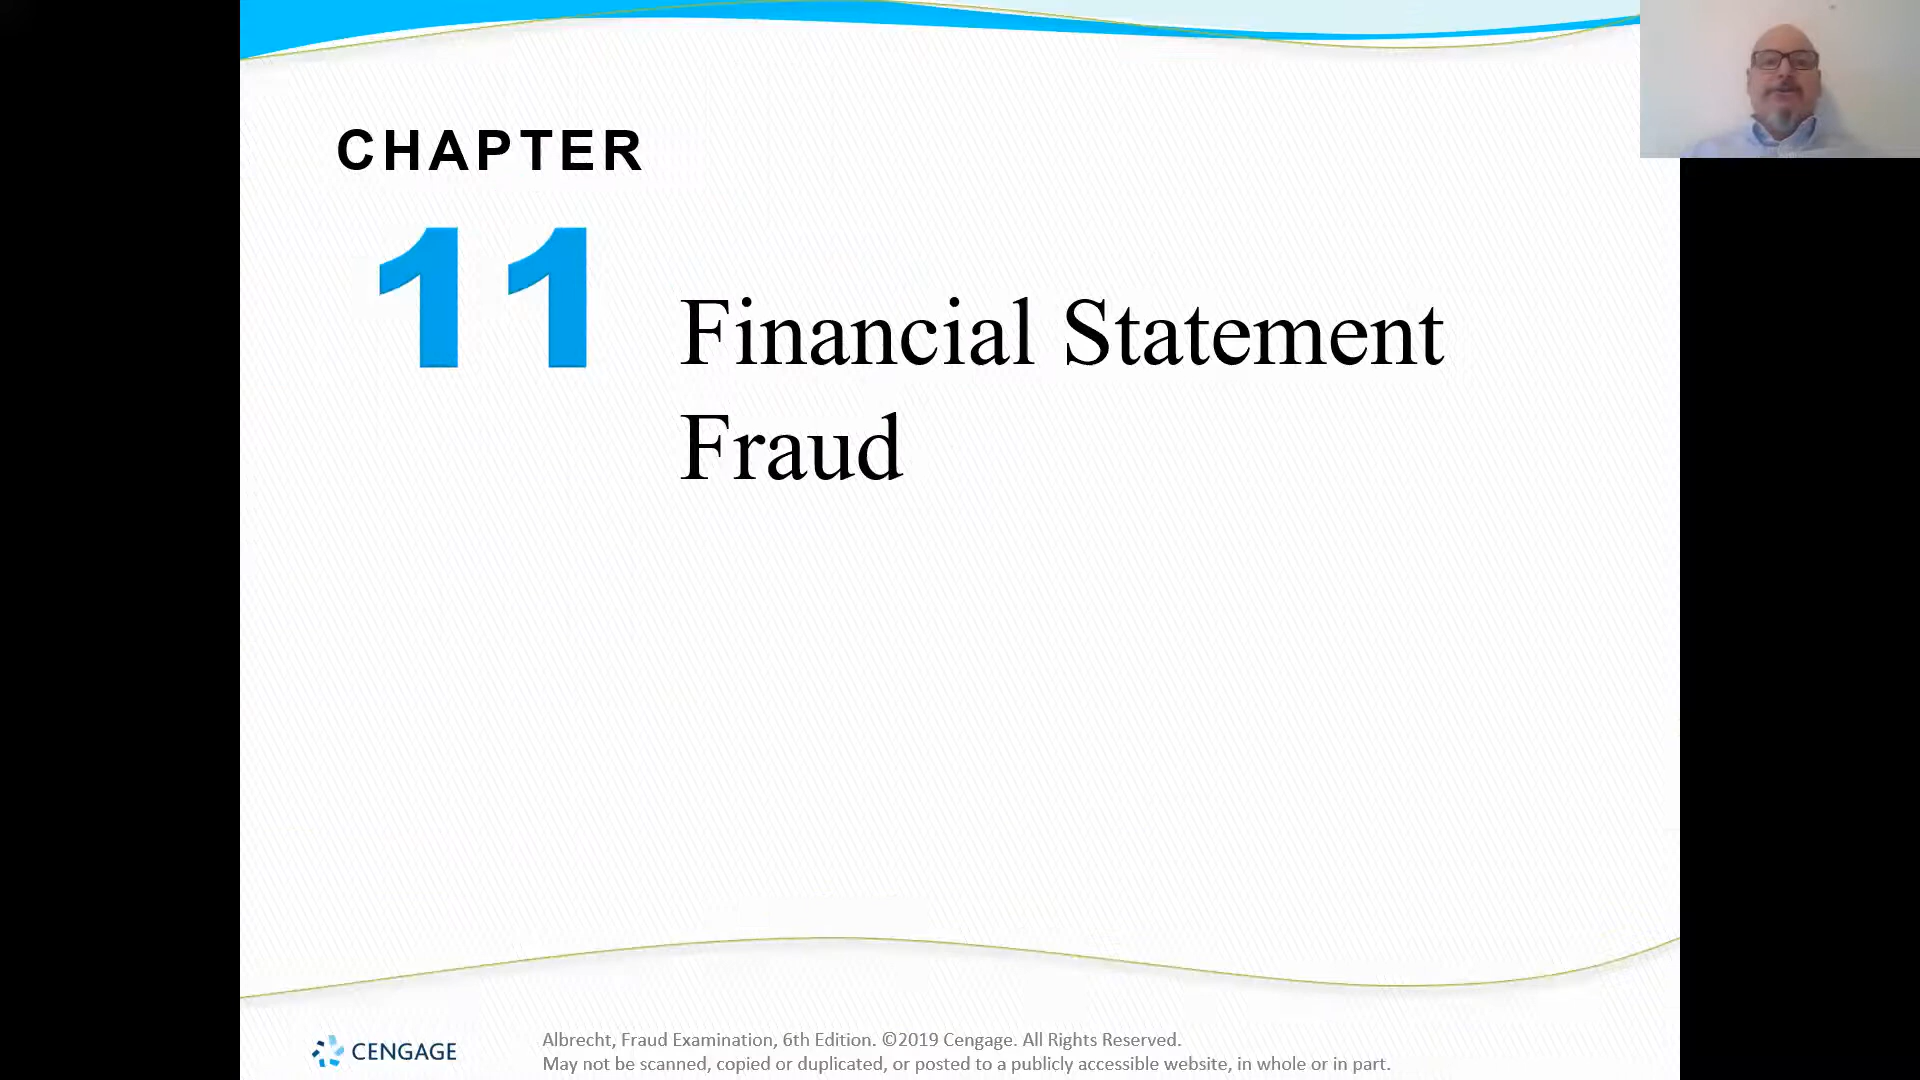 CHAPTER
11
Financial Statement
Fraud
CENGAGE
Albrecht, Fraud Examination, 6th Edition. ©2019 Cengage. All Rights Reserved.
May not be scanned, copied or duplicated, or posted to a publicly accessible website, in whole or in part.